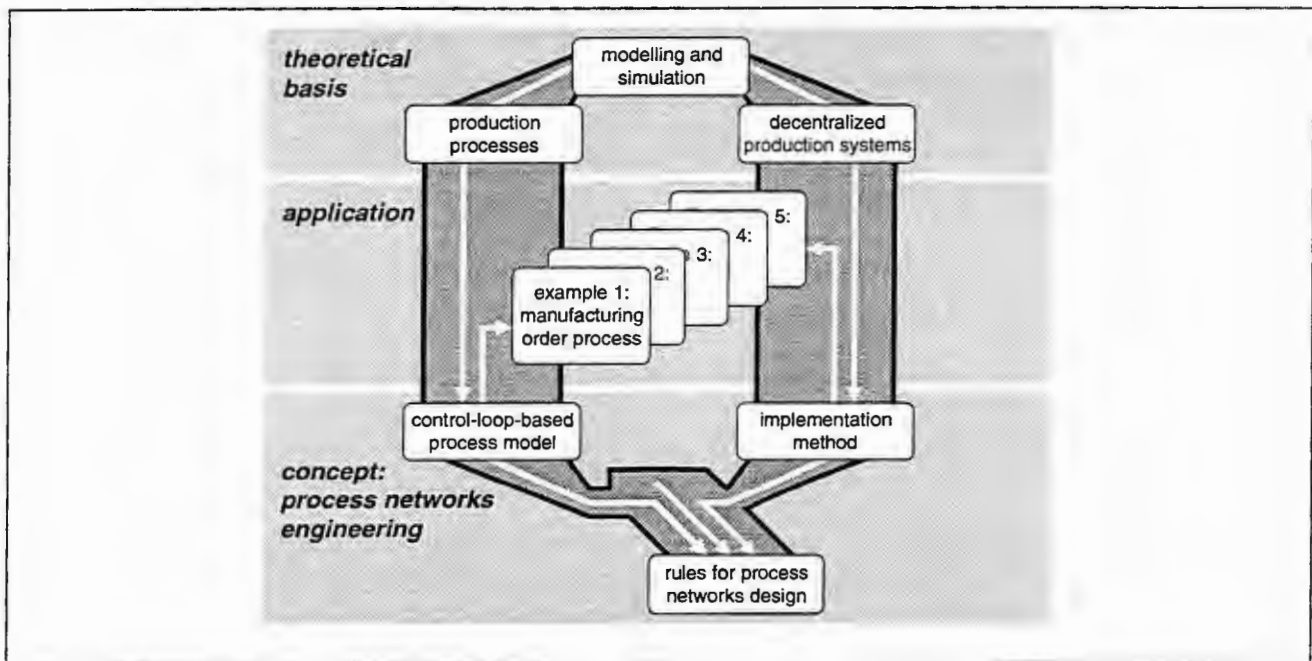 theoretical
basis
modelling and
simulation
production
processes
decentralized
production systems
application
5:
4:
3:
2:
example 1:
manufacturing
order process
control-loop-based
process model
implementation
method
concept:
process networks
engineering
rules for process
networks design